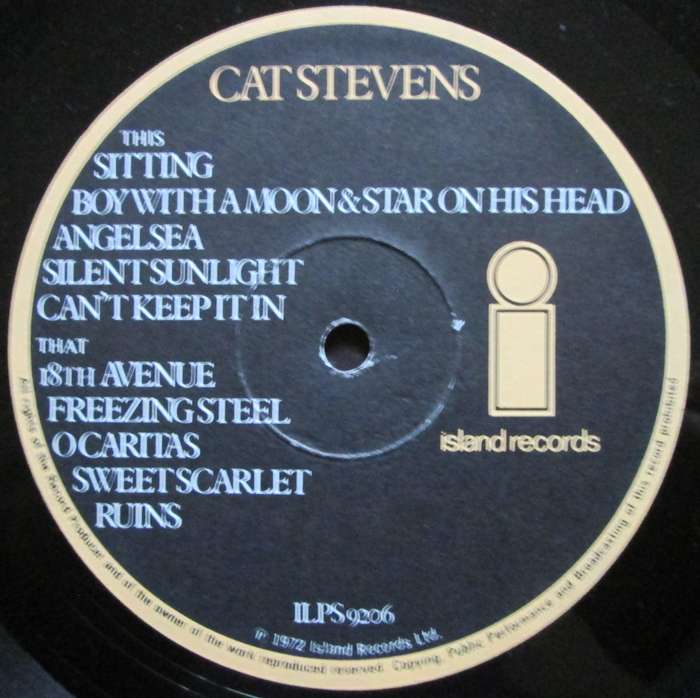 CAT STEVENS
THIS
SITTING
BOY WITH A MOON & STAR ON HIS HEAD
ANGELSEA
SILENT SUNLIGHT
CAN'T KEEP IT IN
THAT
18TH AVENUE
FREEZING STEEL
O CARITAS
SWEET SCARLET
RUINS
island records
ILPS 9206
℗ 1972 Island Records Ltd.
All rights of the Record Producer and of the owner of the work reproduced reserved. Copying, Public Performance and Broadcasting of this record prohibited